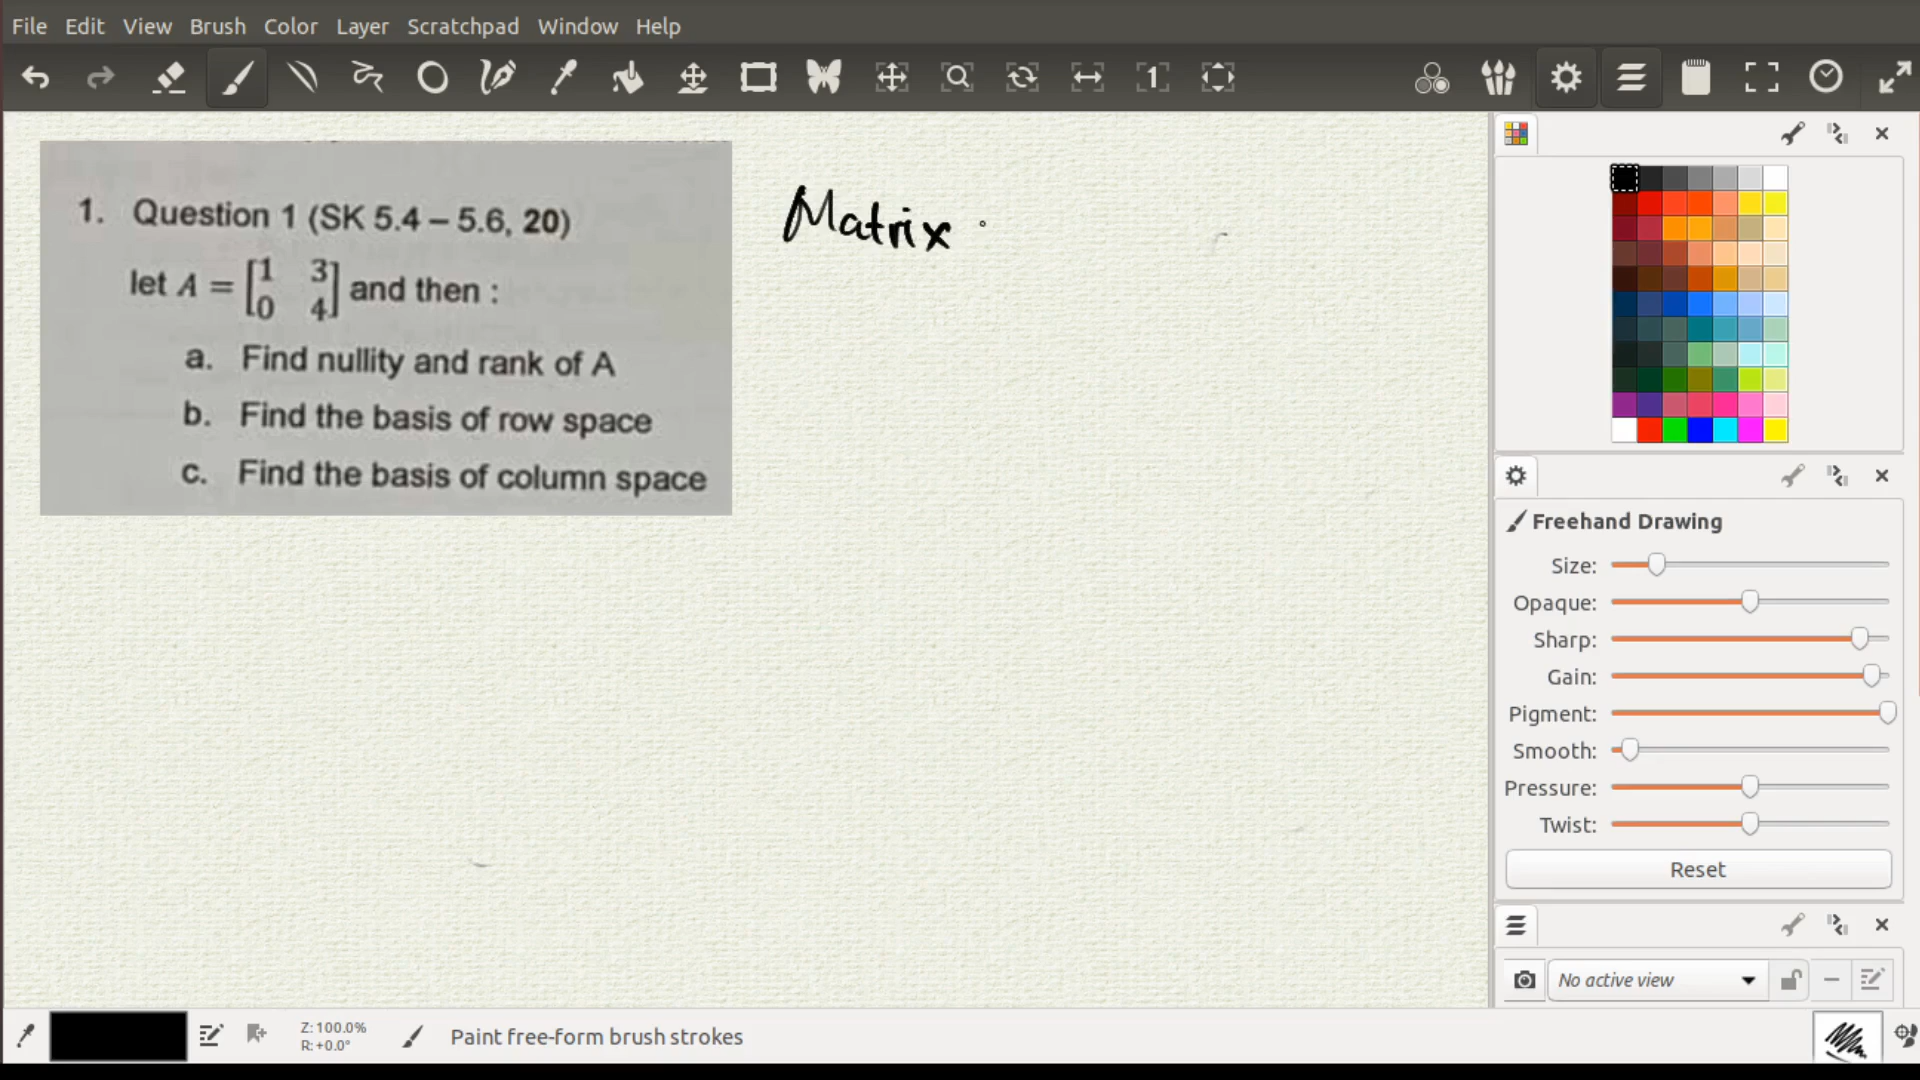 File Edit View Brush Color Layer Scratchpad Window Help
1. Question 1 (SK 5.4 – 5.6, 20)
let A = [1 3
0 4] and then :
a. Find nullity and rank of A
b. Find the basis of row space
c. Find the basis of column space
Matrix
Freehand Drawing
Size:
Opaque:
Sharp:
Gain:
Pigment:
Smooth:
Pressure:
Twist:
Reset
No active view
Z: 100.0%
R: +0.0°
Paint free-form brush strokes